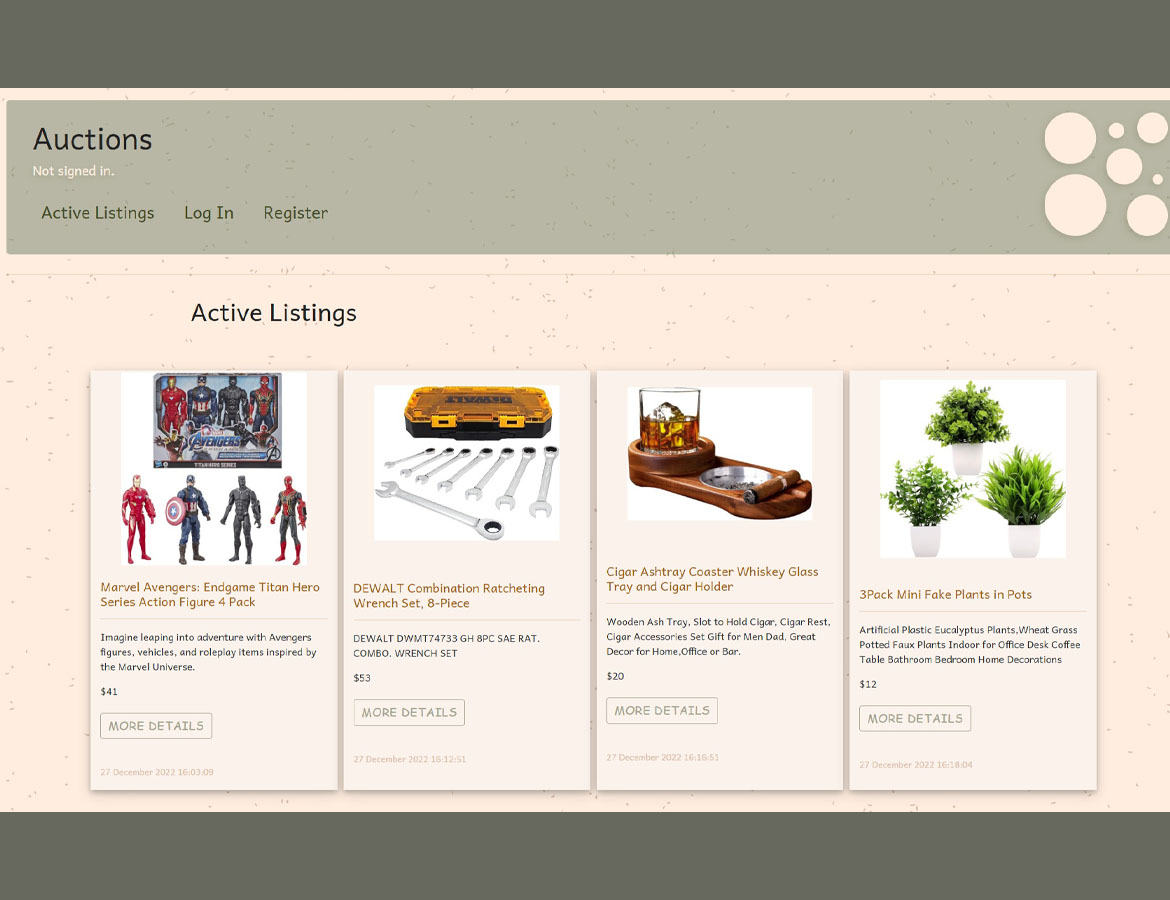 Auctions
Not signed in.
Active Listings Log In Register
Active Listings
AVENGERS
TITAN HERO SERIES
Marvel Avengers: Endgame Titan Hero
Series Action Figure 4 Pack
Imagine leaping into adventure with Avengers
figures, vehicles, and roleplay items inspired by
the Marvel Universe.
$41
MORE DETAILS
27 December 2022 16:03:09
DEWALT
DEWALT Combination Ratcheting
Wrench Set, 8-Piece
DEWALT DWMT74733 GH 8PC SAE RAT.
COMBO. WRENCH SET
$53
MORE DETAILS
27 December 2022 16:12:51
Cigar Ashtray Coaster Whiskey Glass
Tray and Cigar Holder
Wooden Ash Tray, Slot to Hold Cigar, Cigar Rest,
Cigar Accessories Set Gift for Men Dad, Great
Decor for Home,Office or Bar.
$20
MORE DETAILS
27 December 2022 16:16:51
3Pack Mini Fake Plants in Pots
Artificial Plastic Eucalyptus Plants,Wheat Grass
Potted Faux Plants Indoor for Office Desk Coffee
Table Bathroom Bedroom Home Decorations
$12
MORE DETAILS
27 December 2022 16:18:04